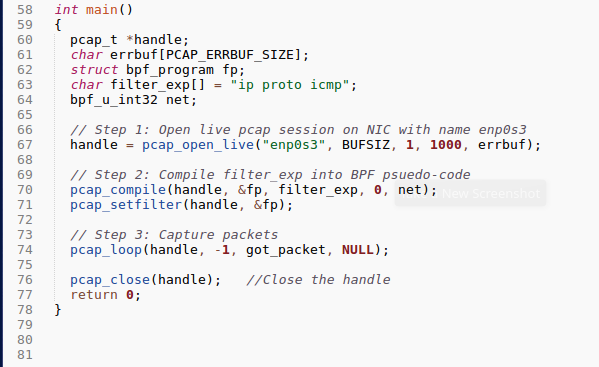 58 int main()
59 {
60 pcap_t *handle;
61 char errbuf[PCAP_ERRBUF_SIZE];
62 struct bpf_program fp;
63 char filter_exp[] = "ip proto icmp";
64 bpf_u_int32 net;
65
66 // Step 1: Open live pcap session on NIC with name enp0s3
67 handle = pcap_open_live("enp0s3", BUFSIZ, 1, 1000, errbuf);
68
69 // Step 2: Compile filter_exp into BPF psuedo-code
70 pcap_compile(handle, &fp, filter_exp, 0, net); New Screenshot
71 pcap_setfilter(handle, &fp);
72
73 // Step 3: Capture packets
74 pcap_loop(handle, -1, got_packet, NULL);
75
76 pcap_close(handle);   //Close the handle
77 return 0;
78 }
79
80
81